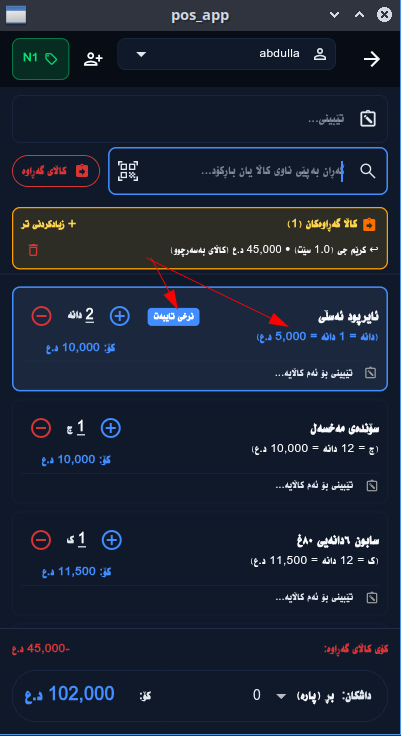 pos_app
N1
abdulla
تێبینی...
گەڕان بەپێی ناوی کاڵا یان بارکۆد...
کاڵای گەڕاوە
کاڵا گەڕاوەکان (1)
+ زیادکردنی تر
↩ کرێم جی (1.0 سێت) • 45,000 د.ع (کاڵای بەسەرچوو)
ئایرپود ئەسڵی
نرخی تایبەت
2 دانە
(دانە = 1 دانە = 5,000 د.ع)
کۆ: 10,000 د.ع
تێبینی بۆ ئەم کاڵایە...
سۆندەی مەخسەل
1 چ
(چ = 12 دانە = 10,000 د.ع)
کۆ: 10,000 د.ع
تێبینی بۆ ئەم کاڵایە...
سابون ٦دانەیی ٨٠غ
1 ک
(ک = 12 دانە = 11,500 د.ع)
کۆ: 11,500 د.ع
تێبینی بۆ ئەم کاڵایە...
کۆی کاڵای گەڕاوە:
-45,000 د.ع
داشکان: بڕ (پارە) 0
کۆ: 102,000 د.ع